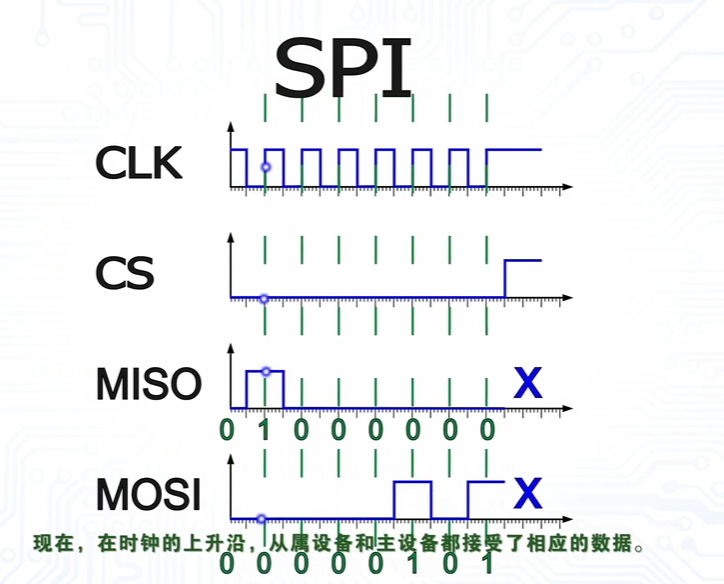 SPI
CLK
CS
MISO
X
0 1 0 0 0 0 0 0
MOSI
X
现在，在时钟的上升沿，从属设备和主设备都接受了相应的数据。
0 0 0 0 0 1 0 1